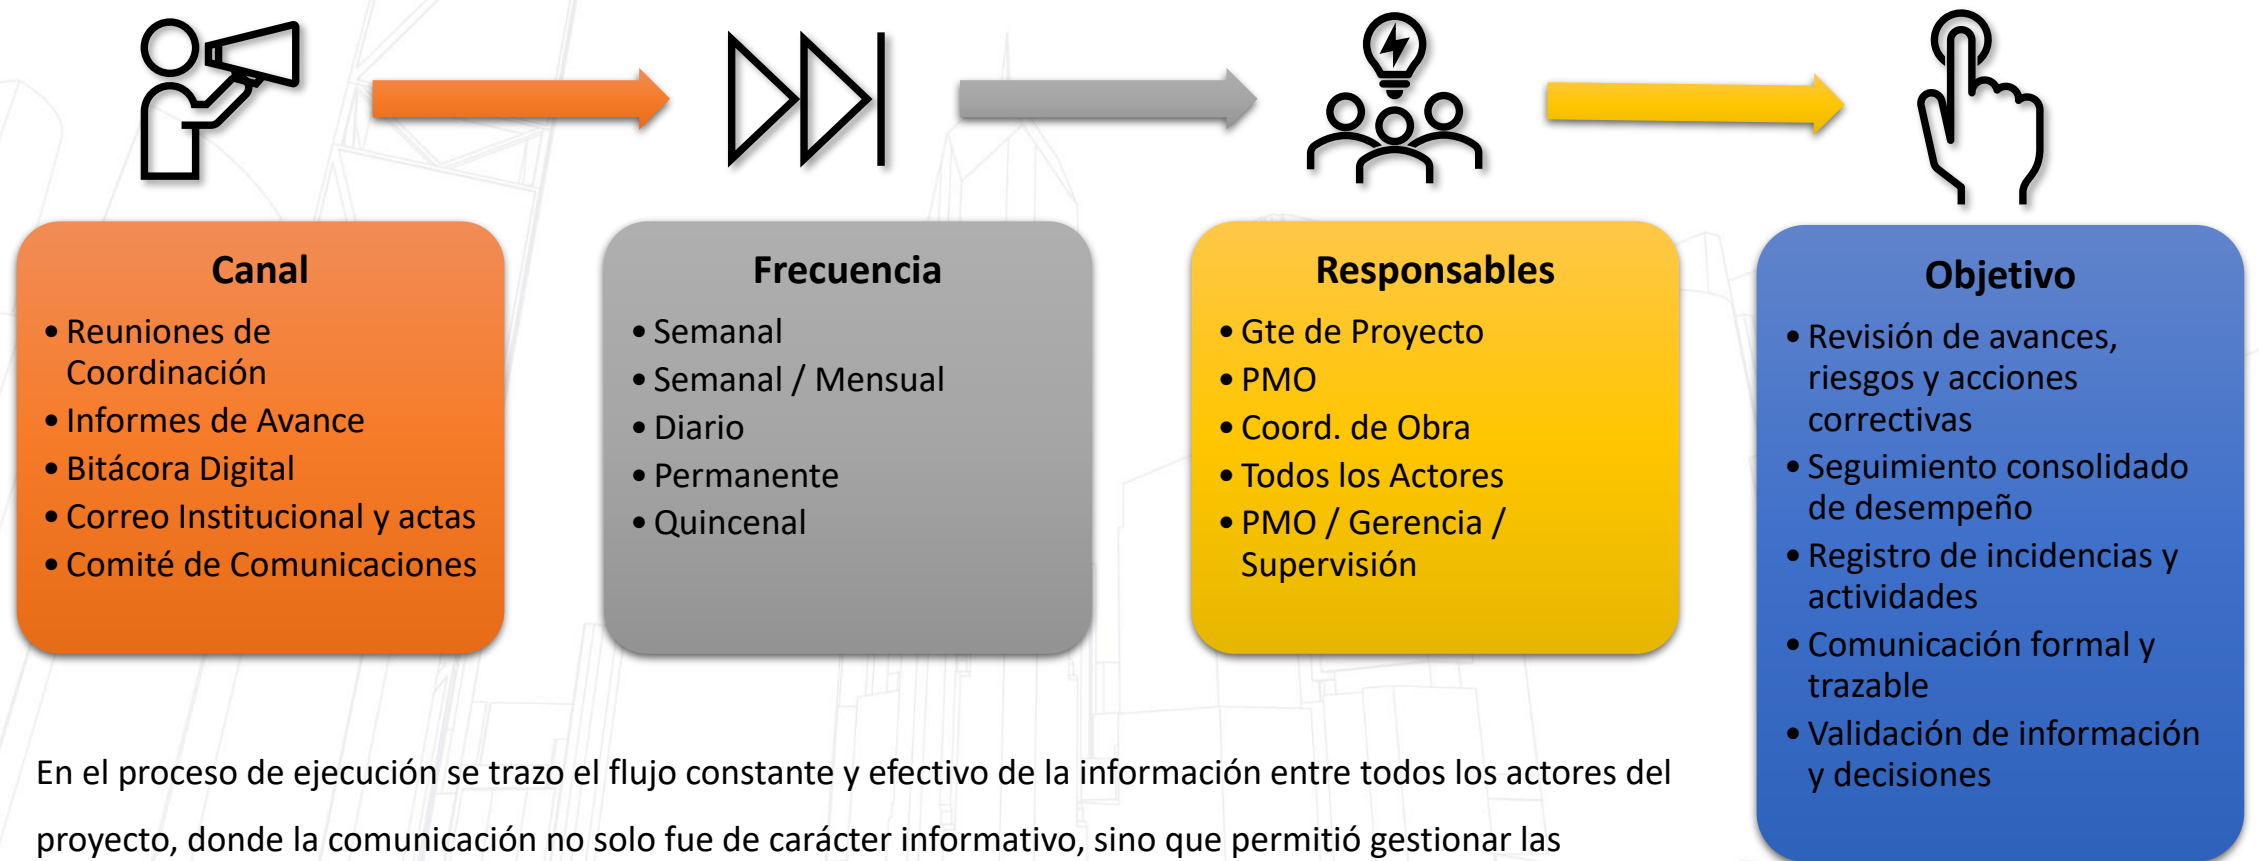 Canal
• Reuniones de
Coordinación
• Informes de Avance
• Bitácora Digital
• Correo Institucional y actas
• Comité de Comunicaciones
Frecuencia
• Semanal
• Semanal / Mensual
• Diario
• Permanente
• Quincenal
Responsables
• Gte de Proyecto
• PMO
• Coord. de Obra
• Todos los Actores
• PMO / Gerencia /
Supervisión
Objetivo
• Revisión de avances,
riesgos y acciones
correctivas
• Seguimiento consolidado
de desempeño
• Registro de incidencias y
actividades
• Comunicación formal y
trazable
• Validación de información
y decisiones
En el proceso de ejecución se trazo el flujo constante y efectivo de la información entre todos los actores del
proyecto, donde la comunicación no solo fue de carácter informativo, sino que permitió gestionar las